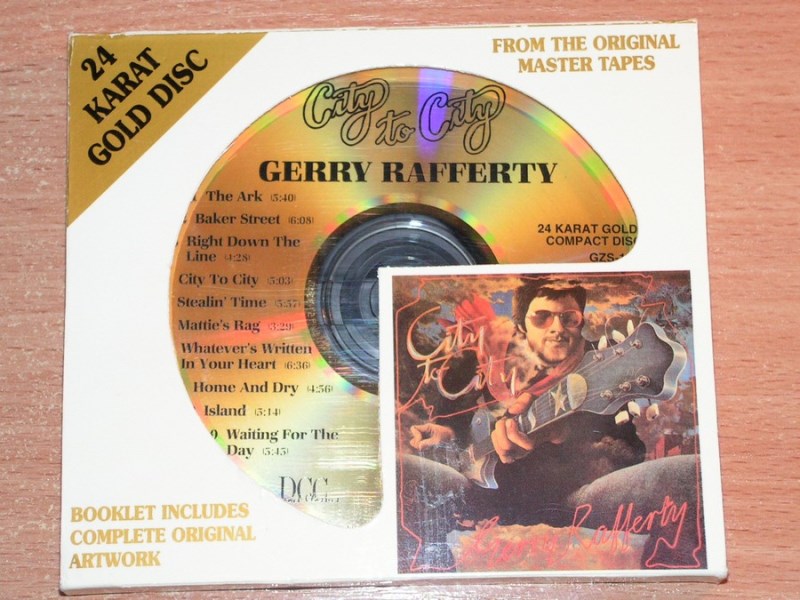 24
KARAT
GOLD DISC
FROM THE ORIGINAL
MASTER TAPES
City to City
GERRY RAFFERTY
The Ark (5:40)
Baker Street (6:08)
Right Down The
Line (4:28)
City To City (5:03)
Stealin' Time (5:57)
Mattie's Rag (3:29)
Whatever's Written
In Your Heart (6:36)
Home And Dry (4:56)
Island (5:14)
Waiting For The
Day (5:45)
24 KARAT GOLD
COMPACT DISC
GZS-1
DCC
City
to City
Gerry Rafferty
BOOKLET INCLUDES
COMPLETE ORIGINAL
ARTWORK